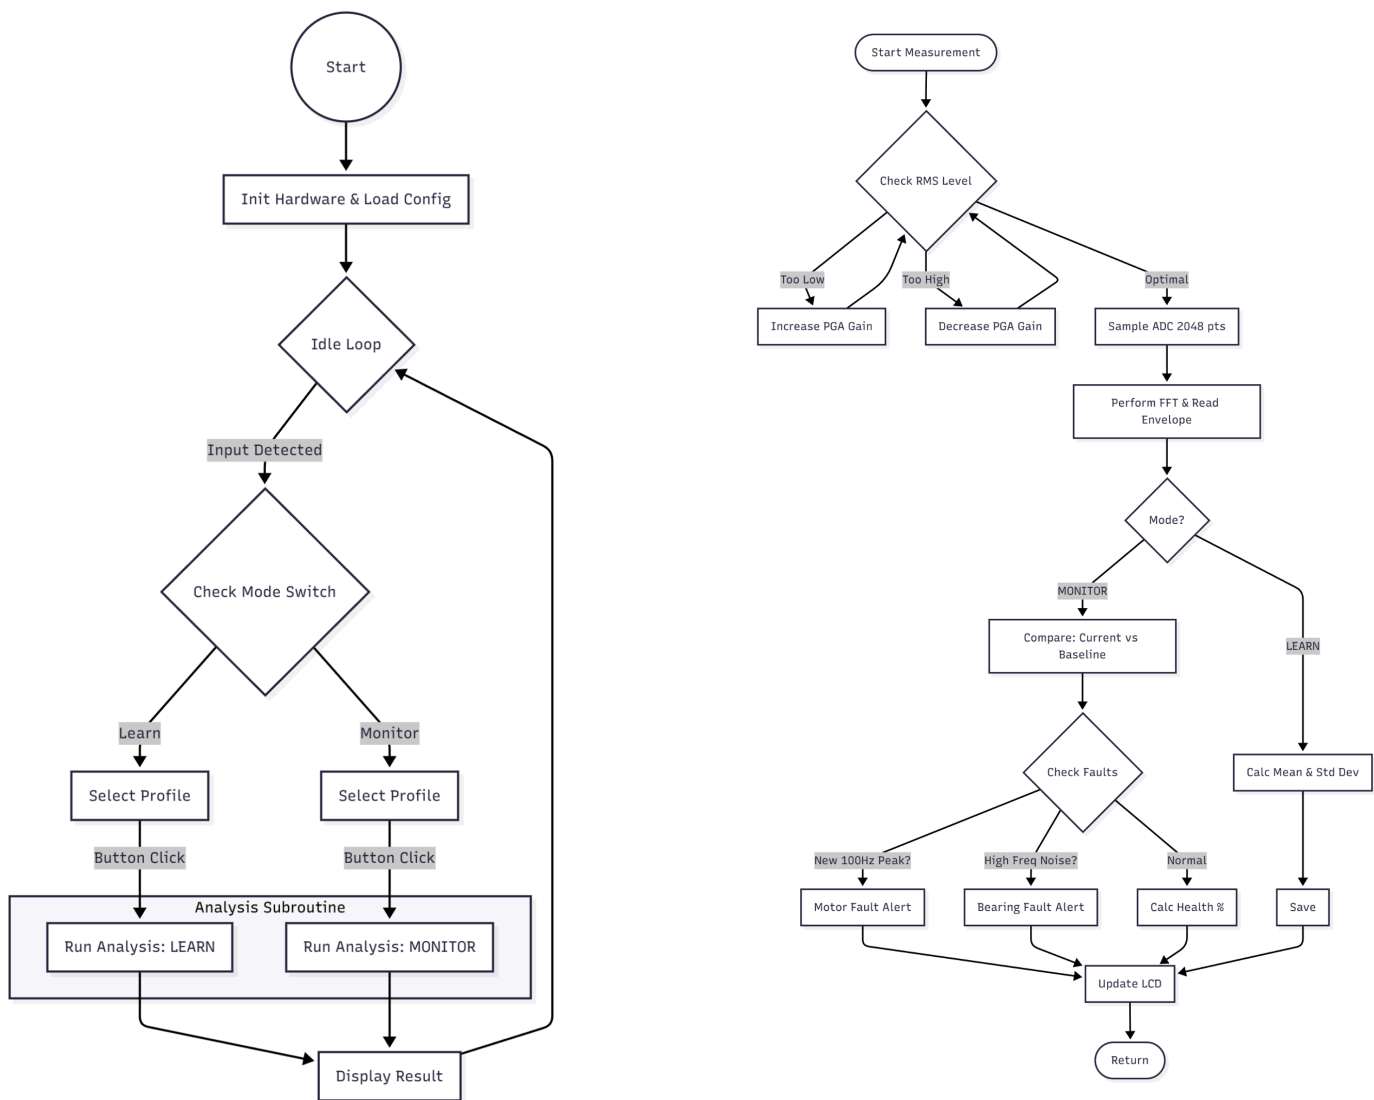 Start
Init Hardware & Load Config
Idle Loop
Input Detected
Check Mode Switch
Learn
Monitor
Select Profile
Select Profile
Button Click
Button Click
Analysis Subroutine
Run Analysis: LEARN
Run Analysis: MONITOR
Display Result
Start Measurement
Check RMS Level
Too Low
Too High
Optimal
Increase PGA Gain
Decrease PGA Gain
Sample ADC 2048 pts
Perform FFT & Read
Envelope
Mode?
MONITOR
LEARN
Compare: Current vs
Baseline
Check Faults
Calc Mean & Std Dev
New 100Hz Peak?
High Freq Noise?
Normal
Motor Fault Alert
Bearing Fault Alert
Calc Health %
Save
Update LCD
Return